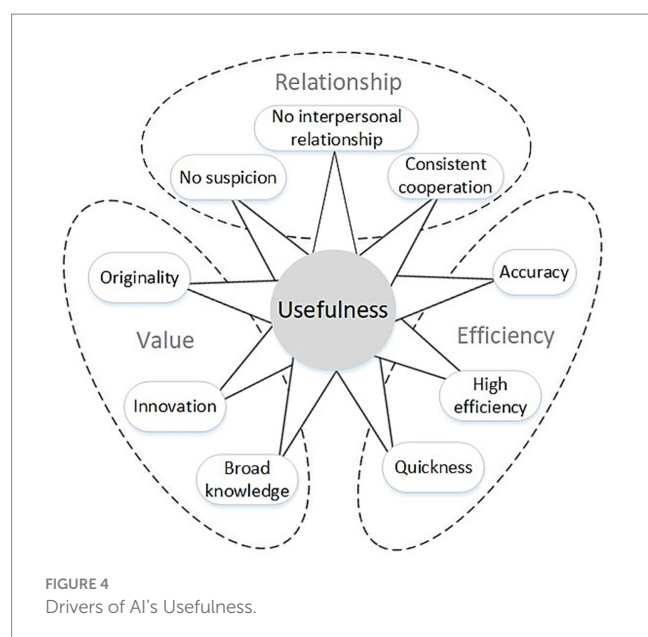 Relationship
No interpersonal
relationship
No suspicion
Consistent
cooperation
Originality
Accuracy
Usefulness
Value
Efficiency
Innovation
High
efficiency
Broad
knowledge
Quickness
FIGURE 4
Drivers of AI’s Usefulness.